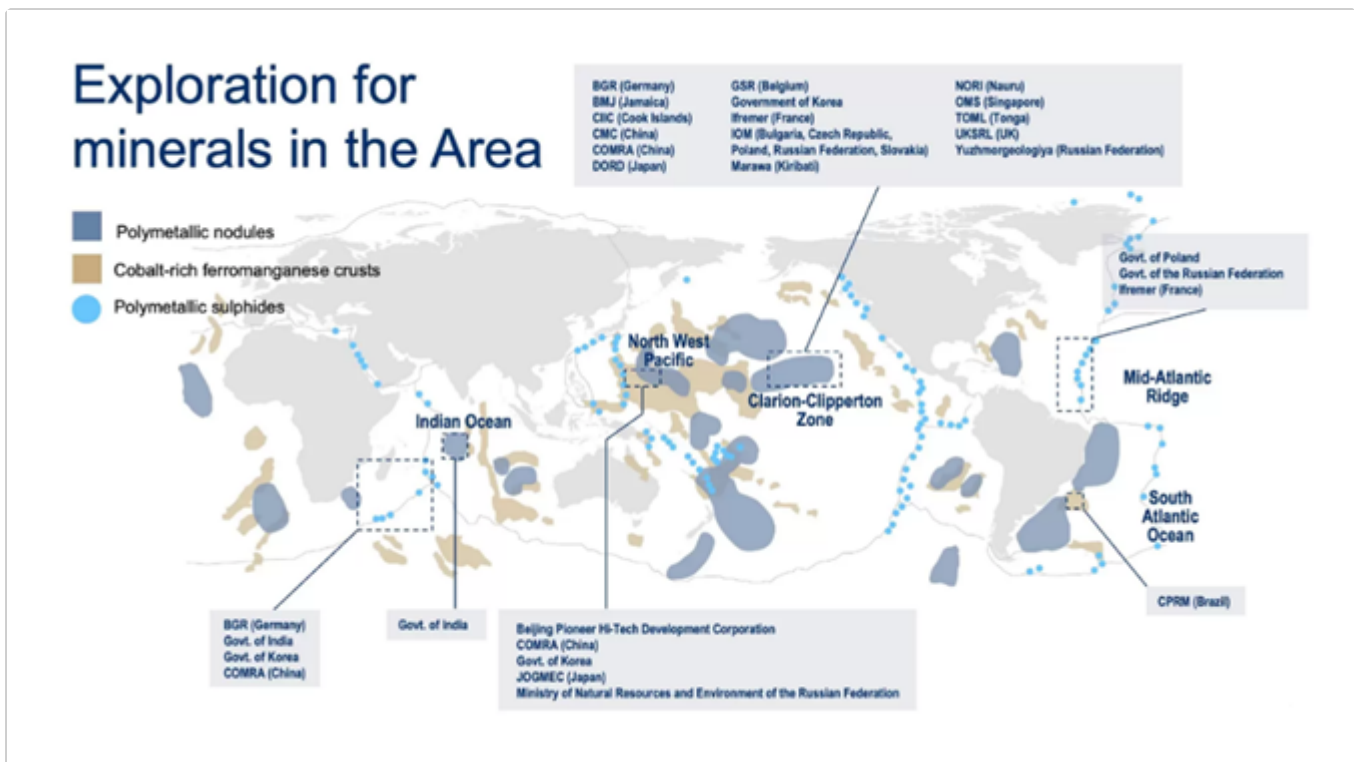 Exploration for
minerals in the Area
Polymetallic nodules
Cobalt-rich ferromanganese crusts
Polymetallic sulphides
BGR (Germany)
BMJ (Jamaica)
CIIC (Cook Islands)
CMC (China)
COMRA (China)
DORD (Japan)
GSR (Belgium)
Government of Korea
Ifremer (France)
IOM (Bulgaria, Czech Republic,
Poland, Russian Federation, Slovakia)
Marawa (Kiribati)
NORI (Nauru)
OMS (Singapore)
TOML (Tonga)
UKSRL (UK)
Yuzhmorgeologiya (Russian Federation)
Govt. of Poland
Govt. of the Russian Federation
Ifremer (France)
North West
Pacific
Clarion-Clipperton
Zone
Mid-Atlantic
Ridge
Indian Ocean
South
Atlantic
Ocean
BGR (Germany)
Govt. of India
Govt. of Korea
COMRA (China)
Govt. of India
Beijing Pioneer Hi-Tech Development Corporation
COMRA (China)
Govt. of Korea
JOGMEC (Japan)
Ministry of Natural Resources and Environment of the Russian Federation
CPRM (Brazil)